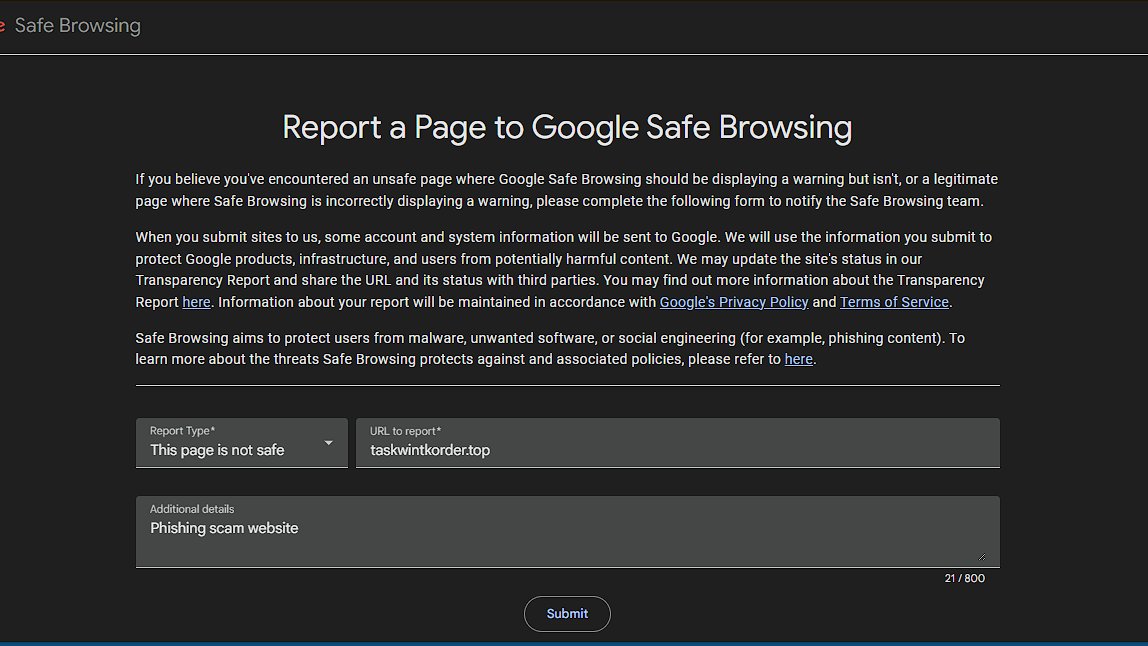 e Safe Browsing
Report a Page to Google Safe Browsing
If you believe you've encountered an unsafe page where Google Safe Browsing should be displaying a warning but isn't, or a legitimate
page where Safe Browsing is incorrectly displaying a warning, please complete the following form to notify the Safe Browsing team.
When you submit sites to us, some account and system information will be sent to Google. We will use the information you submit to
protect Google products, infrastructure, and users from potentially harmful content. We may update the site's status in our
Transparency Report and share the URL and its status with third parties. You may find out more information about the Transparency
Report here. Information about your report will be maintained in accordance with Google's Privacy Policy and Terms of Service.
Safe Browsing aims to protect users from malware, unwanted software, or social engineering (for example, phishing content). To
learn more about the threats Safe Browsing protects against and associated policies, please refer to here.
Report Type*
This page is not safe
URL to report*
taskwintkorder.top
Additional details
Phishing scam website
21 / 800
Submit